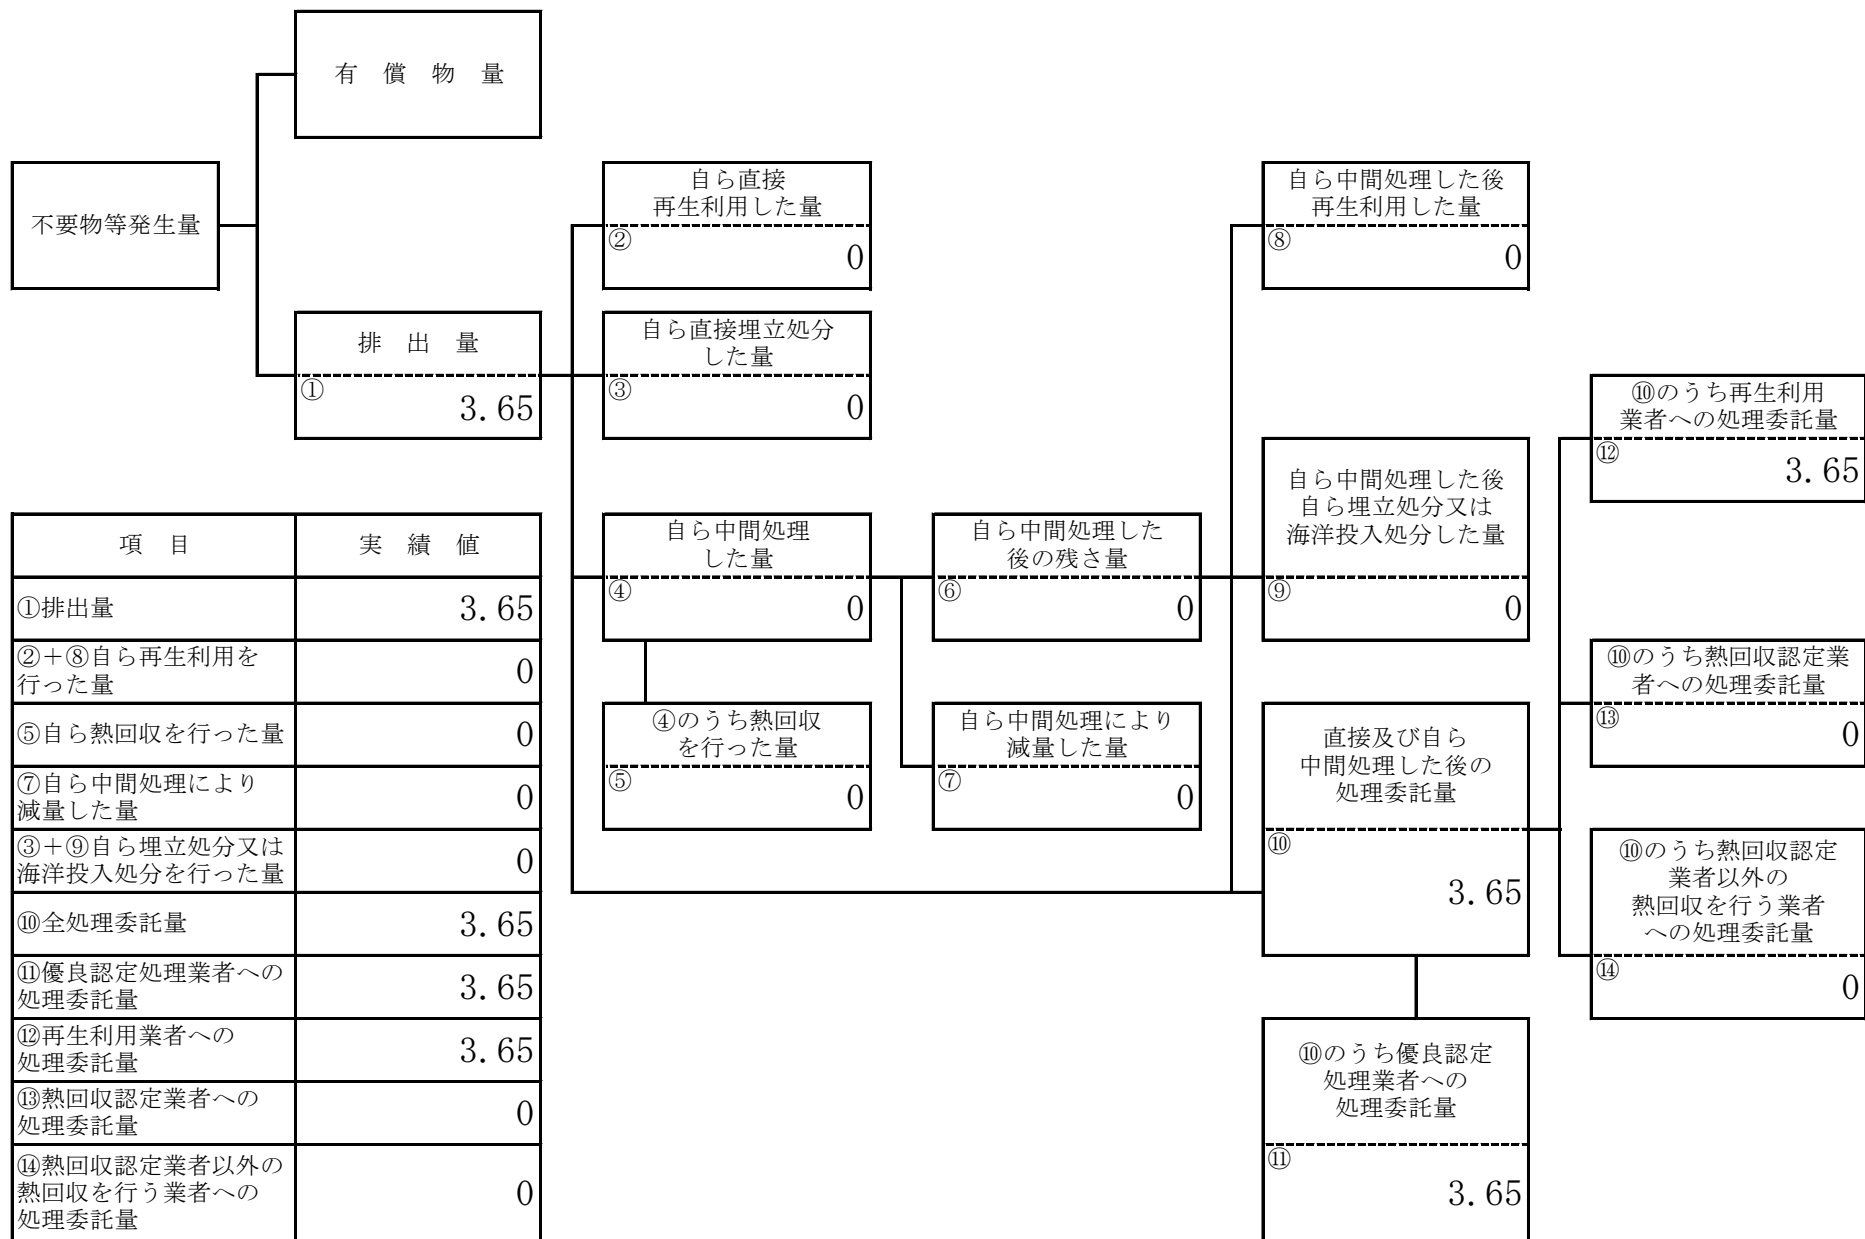 有 償 物 量
不要物等発生量
排 出 量
①
3.65
自ら直接
再生利用した量
②
0
自ら直接埋立処分
した量
③
0
自ら中間処理
した量
④
0
④のうち熱回収
を行った量
⑤
0
自ら中間処理した
後の残さ量
⑥
0
自ら中間処理により
減量した量
⑦
0
自ら中間処理した後
再生利用した量
⑧
0
自ら中間処理した後
自ら埋立処分又は
海洋投入処分した量
⑨
0
直接及び自ら
中間処理した後の
処理委託量
⑩
3.65
⑩のうち優良認定
処理業者への
処理委託量
⑪
3.65
⑩のうち再生利用
業者への処理委託量
⑫
3.65
⑩のうち熱回収認定業
者への処理委託量
⑬
0
⑩のうち熱回収認定
業者以外の
熱回収を行う業者
への処理委託量
⑭
0
項 目 実 績 値
①排出量 3.65
②+⑧自ら再生利用を
行った量 0
⑤自ら熱回収を行った量 0
⑦自ら中間処理により
減量した量 0
③+⑨自ら埋立処分又は
海洋投入処分を行った量 0
⑩全処理委託量 3.65
⑪優良認定処理業者への
処理委託量 3.65
⑫再生利用業者への
処理委託量 3.65
⑬熱回収認定業者への
処理委託量 0
⑭熱回収認定業者以外の
熱回収を行う業者への
処理委託量 0